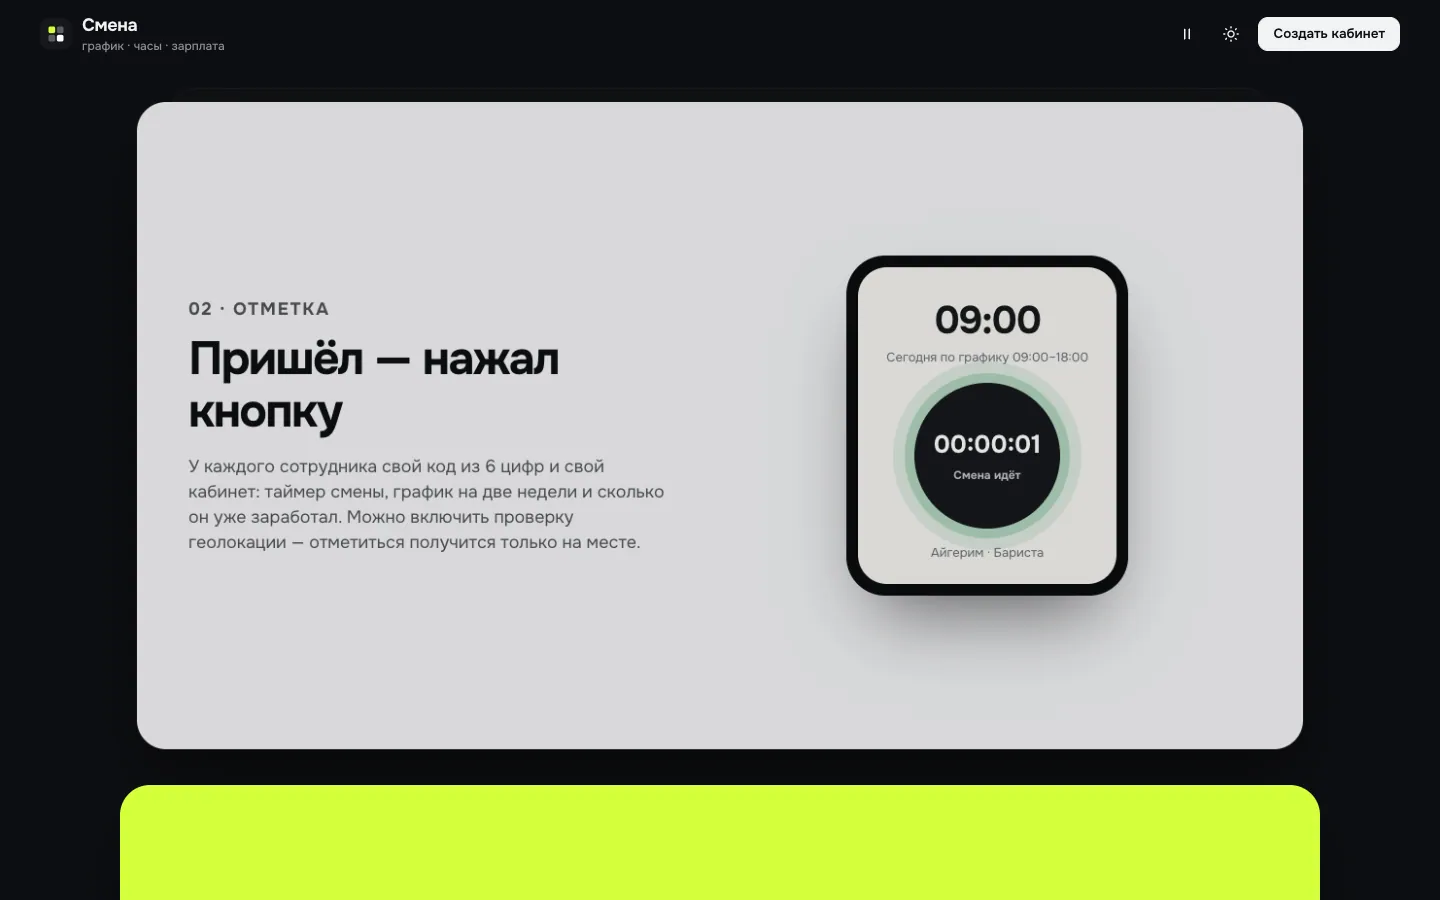 Смена
график · часы · зарплата
Создать кабинет
02 · ОТМЕТКА
Пришёл — нажал
кнопку
У каждого сотрудника свой код из 6 цифр и свой
кабинет: таймер смены, график на две недели и сколько
он уже заработал. Можно включить проверку
геолокации — отметиться получится только на месте.
09:00
Сегодня по графику 09:00–18:00
00:00:01
Смена идёт
Айгерим · Бариста